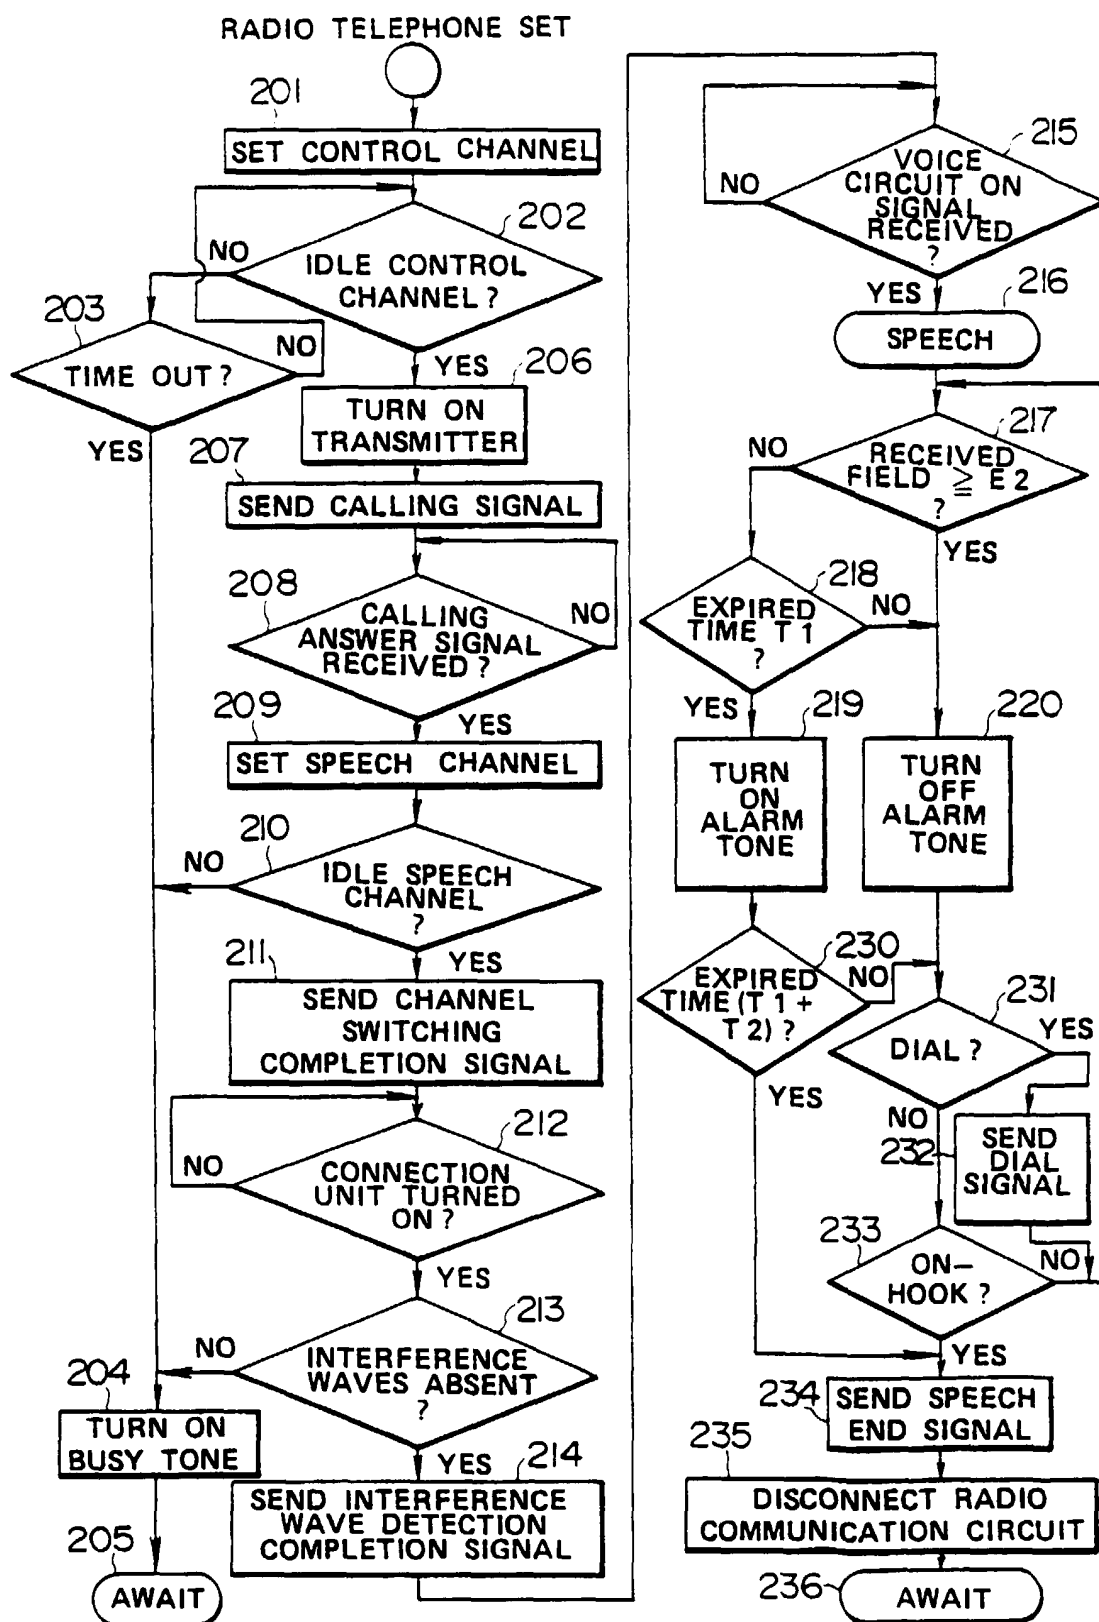 RADIO TELEPHONE SET
201
SET CONTROL CHANNEL
202
NO
IDLE CONTROL
CHANNEL ?
203
NO
TIME OUT ?
YES
YES
206
TURN ON
TRANSMITTER
207
SEND CALLING SIGNAL
208
CALLING
ANSWER SIGNAL
RECEIVED ?
NO
209
YES
SET SPEECH CHANNEL
210
NO
IDLE SPEECH
CHANNEL
?
211
YES
SEND CHANNEL
SWITCHING
COMPLETION SIGNAL
212
NO
CONNECTION
UNIT TURNED
ON ?
YES
213
NO
INTERFERENCE
WAVES ABSENT
?
204
TURN ON
BUSY TONE
YES
214
SEND INTERFERENCE
WAVE DETECTION
COMPLETION SIGNAL
205
AWAIT
215
NO
VOICE
CIRCUIT ON
SIGNAL
RECEIVED
?
YES
216
SPEECH
217
NO
RECEIVED
FIELD ≧ E2
?
YES
218
EXPIRED
TIME T1
?
NO
YES
219
220
TURN
ON
ALARM
TONE
TURN
OFF
ALARM
TONE
230
EXPIRED
TIME (T1 +
T2) ?
NO
231
YES
DIAL ?
YES
NO
232
SEND
DIAL
SIGNAL
233
NO
ON-
HOOK ?
YES
234
SEND SPEECH
END SIGNAL
235
DISCONNECT RADIO
COMMUNICATION CIRCUIT
236
AWAIT